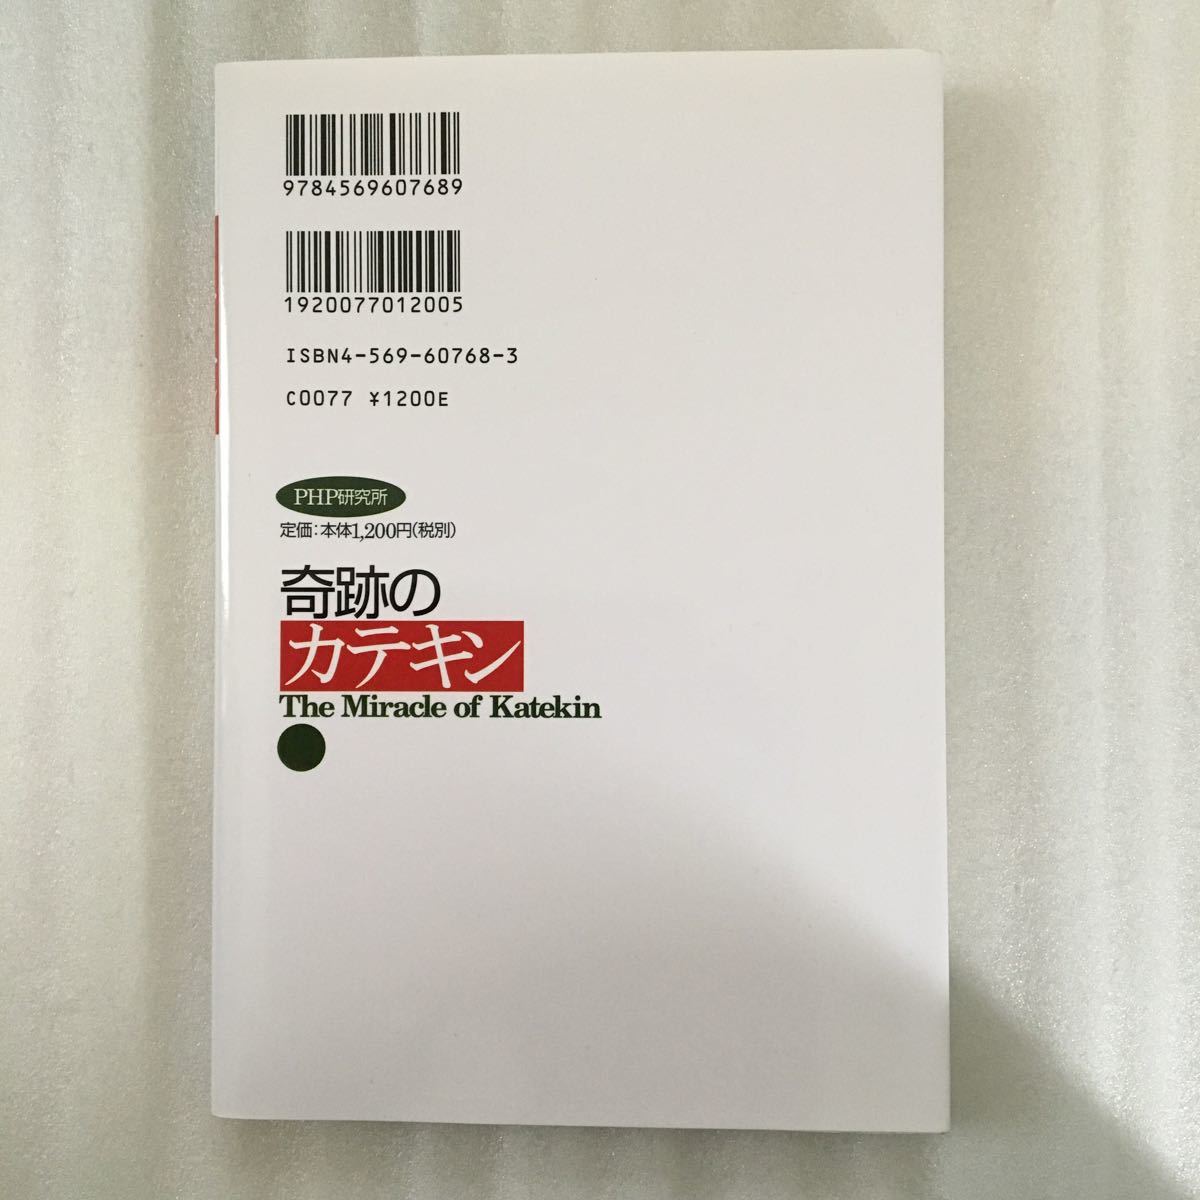 9784569607689
1920077012005
ISBN4-569-60768-3
C0077 ¥1200E
PHP研究所
定価:本体1,200円(税別)
奇跡の
カテキン
The Miracle of Katekin